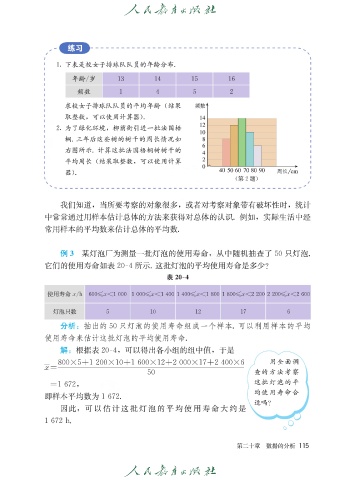 人民教育出版社
练习
1. 下表是校女子排球队队员的年龄分布.
年龄/岁 13 14 15 16
频数 1 4 5 2
求校女子排球队队员的平均年龄（结果
取整数，可以使用计算器）.
2. 为了绿化环境，柳荫街引进一批法国梧
桐. 三年后这些树的树干的周长情况如
右图所示. 计算这批法国梧桐树树干的
平均周长（结果取整数，可以使用计算
器）.
频数
14
12
10
8
6
4
2
0
40 50 60 70 80 90 周长/cm
（第 2 题）
我们知道，当所要考察的对象很多，或者对考察对象带有破坏性时，统计
中常常通过用样本估计总体的方法来获得对总体的认识. 例如，实际生活中经
常用样本的平均数来估计总体的平均数.
例 3 某灯泡厂为测量一批灯泡的使用寿命，从中随机抽查了 50 只灯泡.
它们的使用寿命如表 20-4 所示. 这批灯泡的平均使用寿命是多少？
表 20-4
使用寿命 x/h 600≤x<1 000 1 000≤x<1 400 1 400≤x<1 800 1 800≤x<2 200 2 200≤x<2 600
灯泡只数 5 10 12 17 6
分析：抽出的 50 只灯泡的使用寿命组成一个样本. 可以利用样本的平均
使用寿命来估计这批灯泡的平均使用寿命.
解：根据表 20-4，可以得出各小组的组中值，于是
x̄=(800×5+1 200×10+1 600×12+2 000×17+2 400×6)/50
=1 672，
即样本平均数为 1 672.
因此，可以估计这批灯泡的平均使用寿命大约是
1 672 h.
用全面调
查的方法考察
这批灯泡的平
均使用寿命合
适吗？
第二十章 数据的分析 115
人民教育出版社